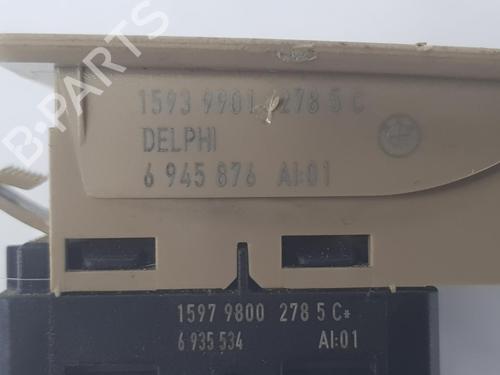 B-PARTS
1593 9901 278 5 C
DELPHI
6 945 876 AI:01
1597 9800 278 5 C*
6 935 534 AI:01